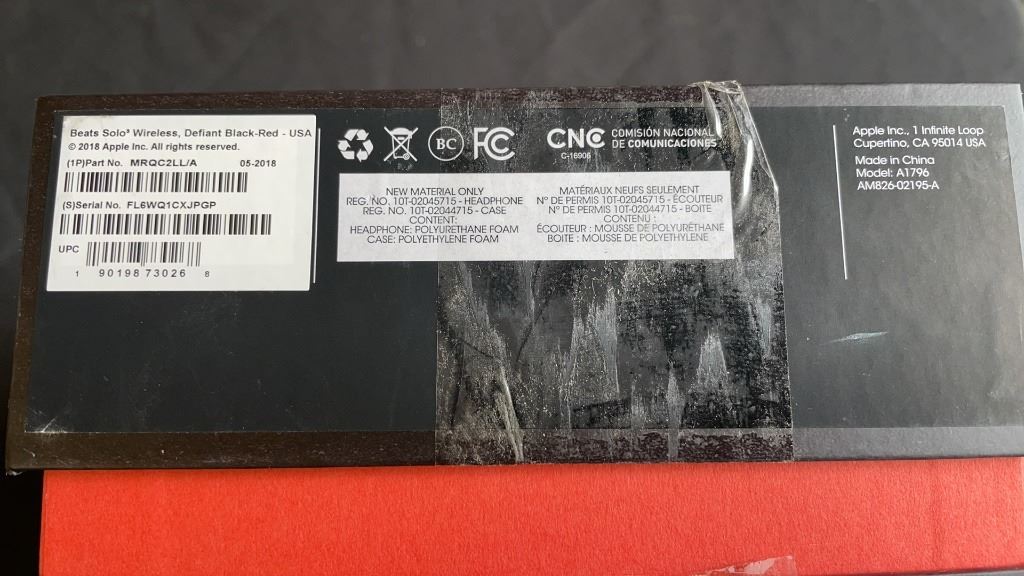 Beats Solo³ Wireless, Defiant Black-Red - USA
© 2018 Apple Inc. All rights reserved.
(1P)Part No. MRQC2LL/A 05-2018
(S)Serial No. FL6WQ1CXJPGP
UPC
1 90198 73026 8
BC
FC
CNC COMISIÓN NACIONAL
DE COMUNICACIONES
C-16906
NEW MATERIAL ONLY
REG. NO. 10T-02045715 - HEADPHONE
REG. NO. 10T-02044715 - CASE
CONTENT:
HEADPHONE: POLYURETHANE FOAM
CASE: POLYETHYLENE FOAM
MATÉRIAUX NEUFS SEULEMENT
N° DE PERMIS 10T-02045715 - ÉCOUTEUR
N° DE PERMIS 10T-02044715 - BOITE
CONTENU :
ÉCOUTEUR : MOUSSE DE POLYURÉTHANE
BOITE : MOUSSE DE POLYETHYLENE
Apple Inc., 1 Infinite Loop
Cupertino, CA 95014 USA
Made in China
Model: A1796
AM826-02195-A